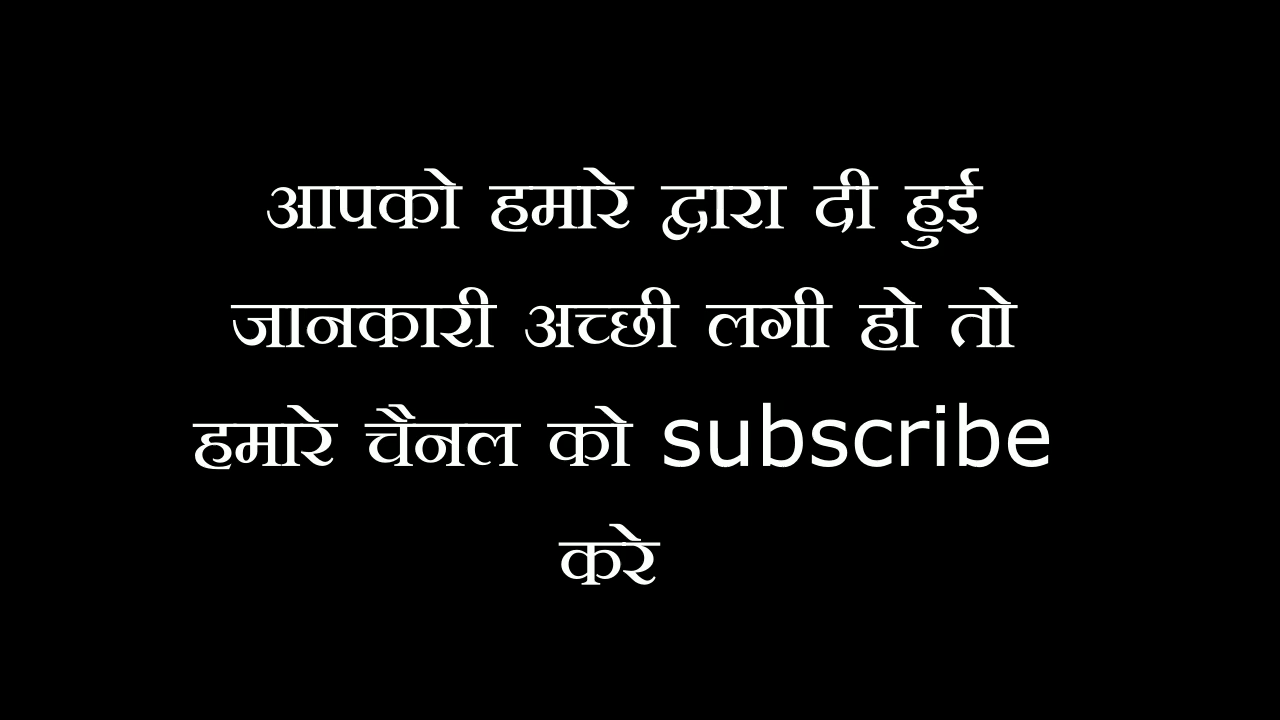 आपको हमारे द्वारा दी हुई
जानकारी अच्छी लगी हो तो
हमारे चैनल को subscribe
करे